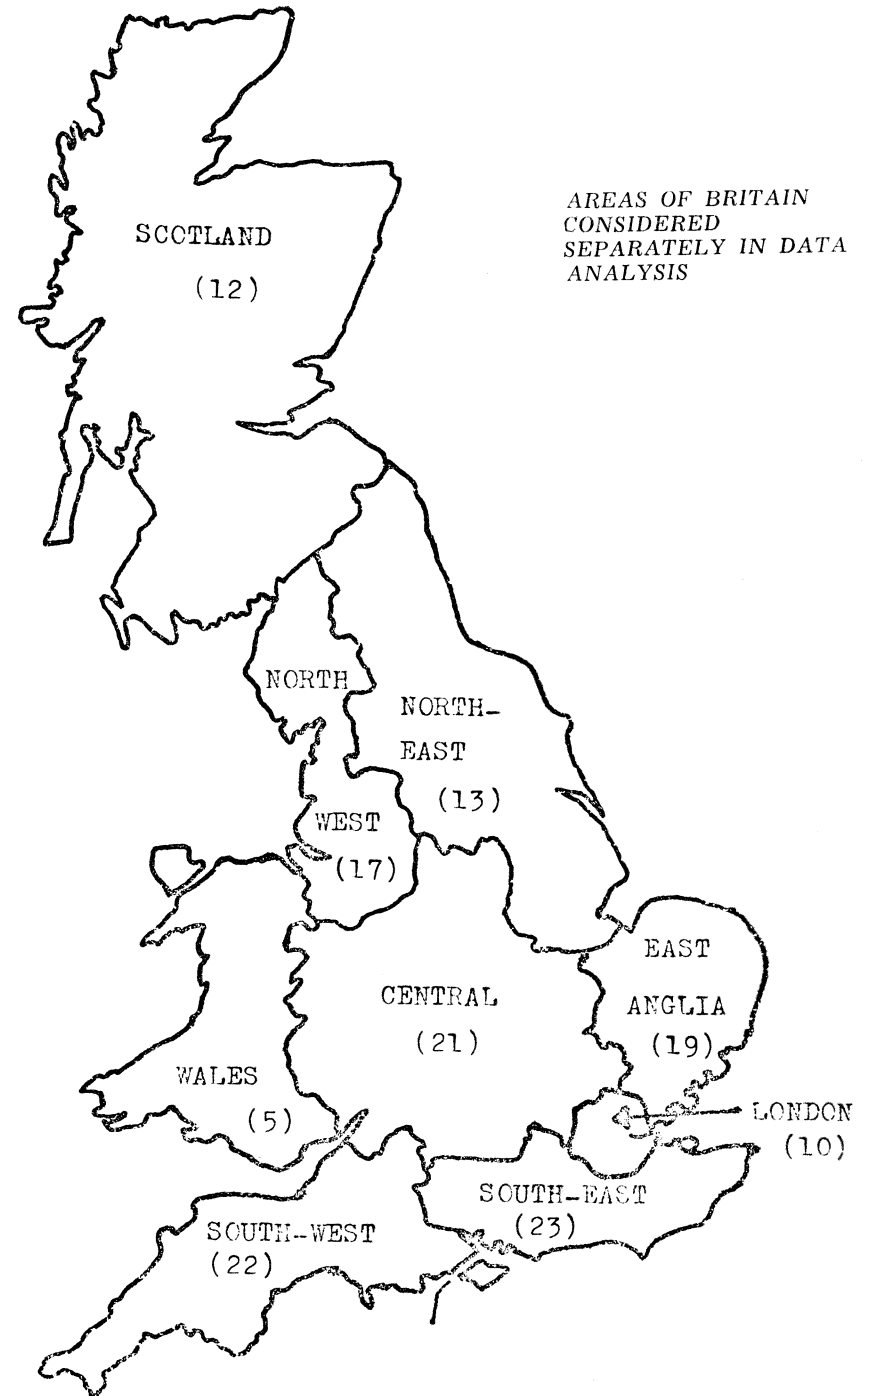 AREAS OF BRITAIN
CONSIDERED
SEPARATELY IN DATA
ANALYSIS
SCOTLAND
(12)
NORTH
WEST
(17)
NORTH-
EAST
(13)
EAST
ANGLIA
(19)
CENTRAL
(21)
WALES
(5)
LONDON
(10)
SOUTH-EAST
(23)
SOUTH-WEST
(22)